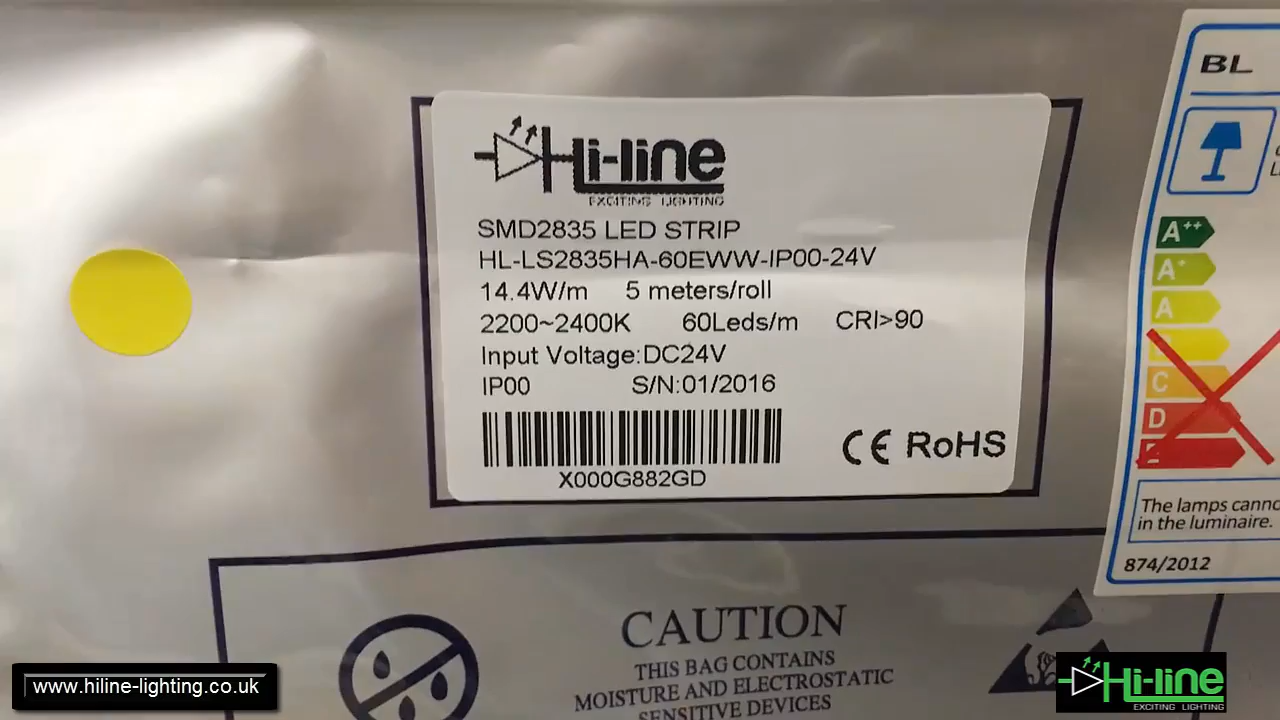 Hi-line
EXCITING LIGHTING
SMD2835 LED STRIP
HL-LS2835HA-60EWW-IP00-24V
14.4W/m 5 meters/roll
2200~2400K 60Leds/m CRI>90
Input Voltage:DC24V
IP00 S/N:01/2016
X000G882GD
CE RoHS
BL
A++
A+
A
C
D
The lamps
in the luminaire.
874/2012
CAUTION
THIS BAG CONTAINS
MOISTURE AND ELECTROSTATIC
SENSITIVE DEVICES
www.hiline-lighting.co.uk
Hi-line
EXCITING LIGHTING